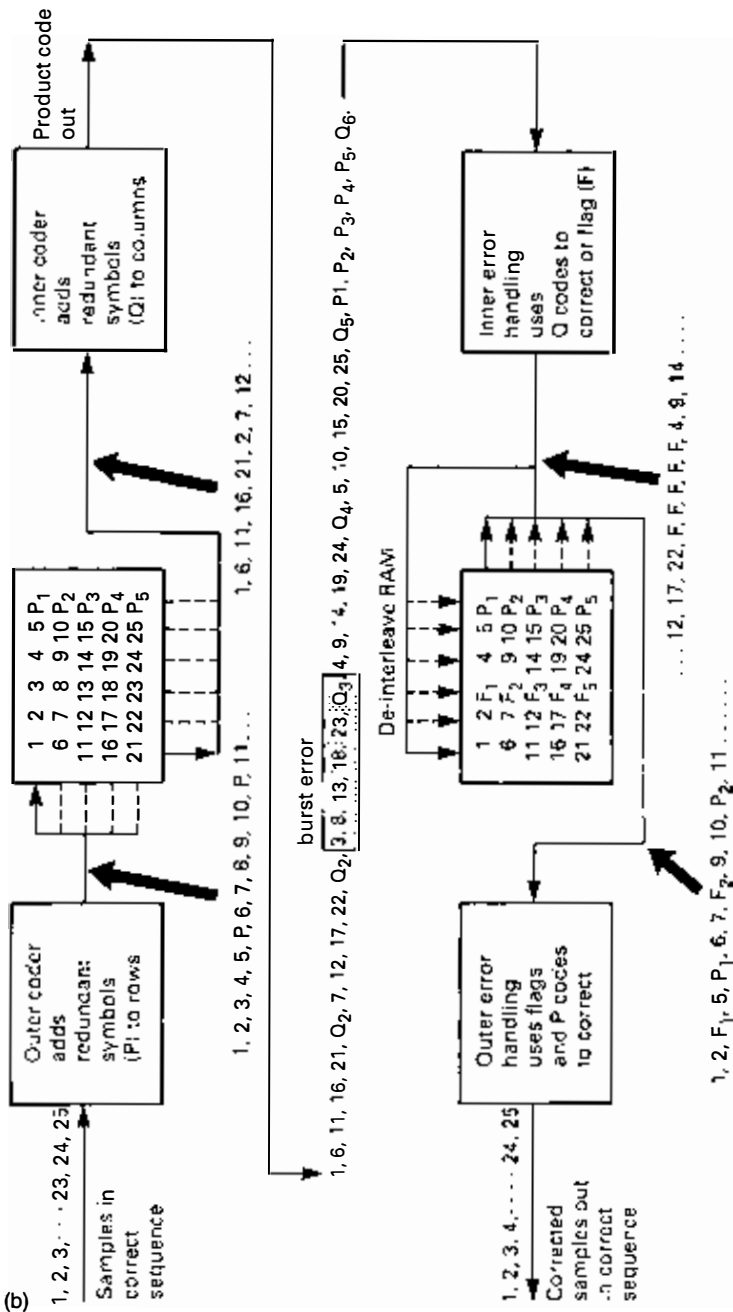 (b)
1, 2, 3, · · · 23, 24, 25
Samples in
correct
sequence
Outer coder
adds
redundant
symbols
(P) to rows
1, 2, 3, 4, 5, P, 6, 7, 8, 9, 10, P, 11 . . . .
1 2 3 4 5 P1
6 7 8 9 10 P2
11 12 13 14 15 P3
16 17 18 19 20 P4
21 22 23 24 25 P5
1, 6, 11, 16, 21, 2, 7, 12 . . .
Inner coder
adds
redundant
symbols
(Q) to columns
Product code
out
burst error
1, 6, 11, 16, 21, Q2, 7, 12, 17, 22, Q2, 3, 8, 13, 18, 23, Q3, 4, 9, 14, 19, 24, Q4, 5, 10, 15, 20, 25, Q5, P1, P2, P3, P4, P5, Q6.
Inner error
handling
uses
Q codes to
correct or flag (F)
De-interleave RAM
1 2 F1 4 5 P1
6 7 F2 9 10 P2
11 12 F3 14 15 P3
16 17 F4 19 20 P4
21 22 F5 24 25 P5
. . . 12, 17, 22, F, F, F, F, F, 4, 9, 14 . . . .
Outer error
handling
uses flags
and P codes
to correct
1, 2, F1, 5, P1, 6, 7, F2, 9, 10, P2, 11 . . . . . .
1, 2, 3, 4, · · · · 24, 25
Corrected
samples out
in correct
sequence